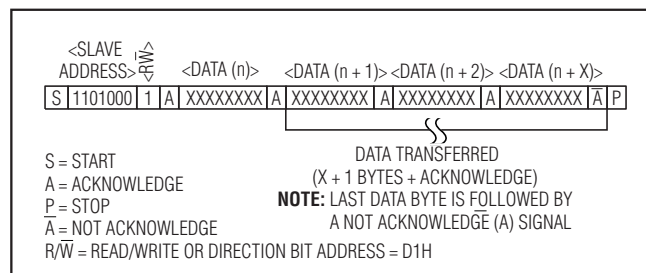 <SLAVE
ADDRESS> <RW̅> <DATA (n)> <DATA (n + 1)> <DATA (n + 2)> <DATA (n + X)>
S 1101000 1 A XXXXXXXX A XXXXXXXX A XXXXXXXX A XXXXXXXX A̅ P
S = START
A = ACKNOWLEDGE
P = STOP
A̅ = NOT ACKNOWLEDGE
R/W̅ = READ/WRITE OR DIRECTION BIT ADDRESS = D1H
DATA TRANSFERRED
(X + 1 BYTES + ACKNOWLEDGE)
NOTE: LAST DATA BYTE IS FOLLOWED BY
A NOT ACKNOWLEDGE (A̅) SIGNAL